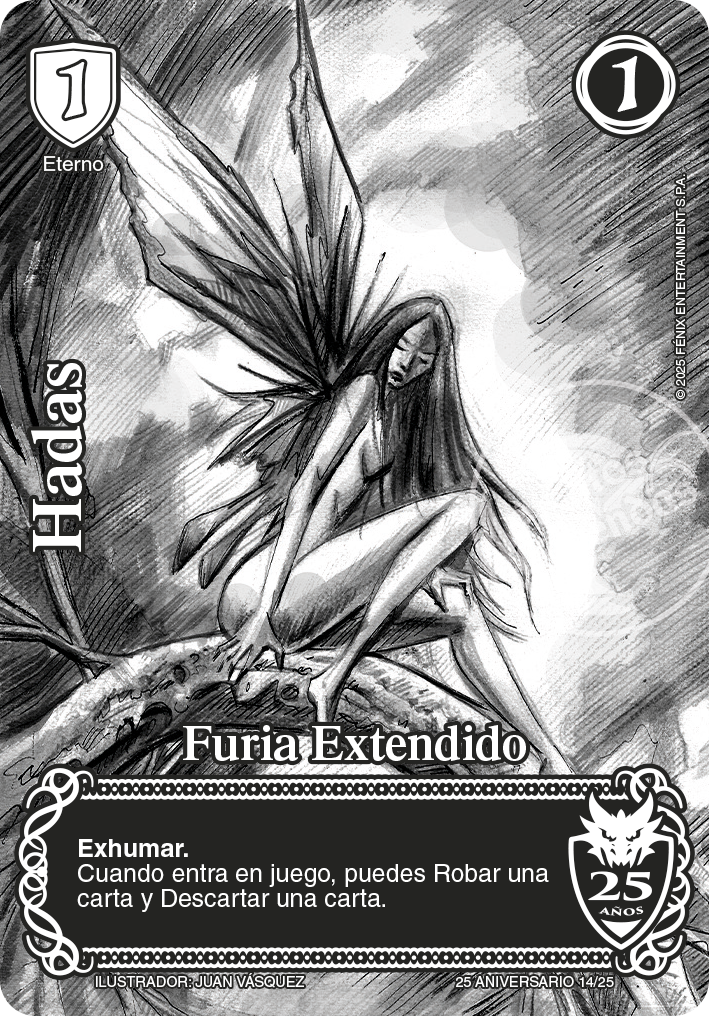 1
1
Eterno
© 2025 FÉNIX ENTERTAINMENT S.P.A.
Hadas
Furia Extendido
Exhumar.
Cuando entra en juego, puedes Robar una
carta y Descartar una carta.
25
AÑOS
ILUSTRADOR: JUAN VÁSQUEZ
25 ANIVERSARIO 14/25